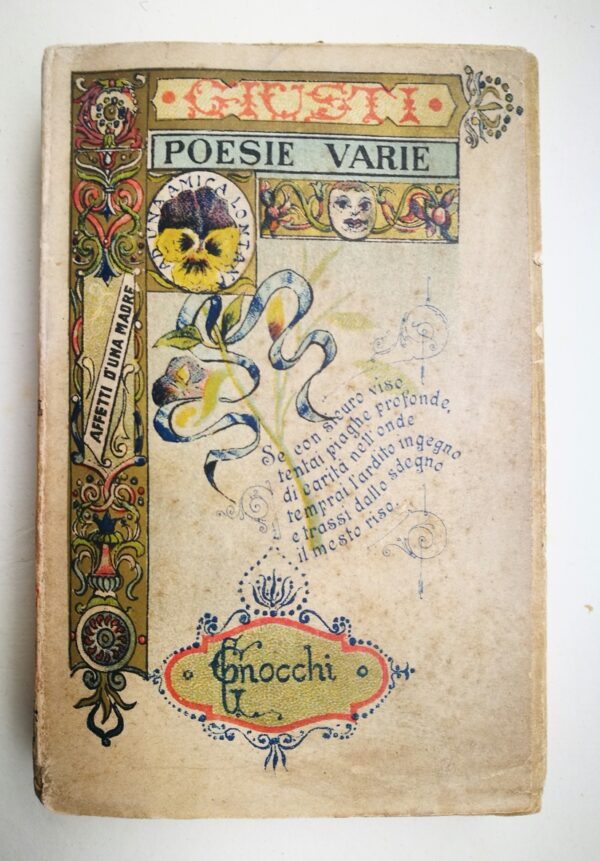 GIUSTI
POESIE VARIE
AD UNA AMICA LONTANA
AFFETTI D'UNA MADRE
Se con sicuro viso
tentai piaghe profonde,
di carità nell'onde
temprai l'ardito ingegno
e trassi dallo sdegno
il mesto riso.
Gnocchi